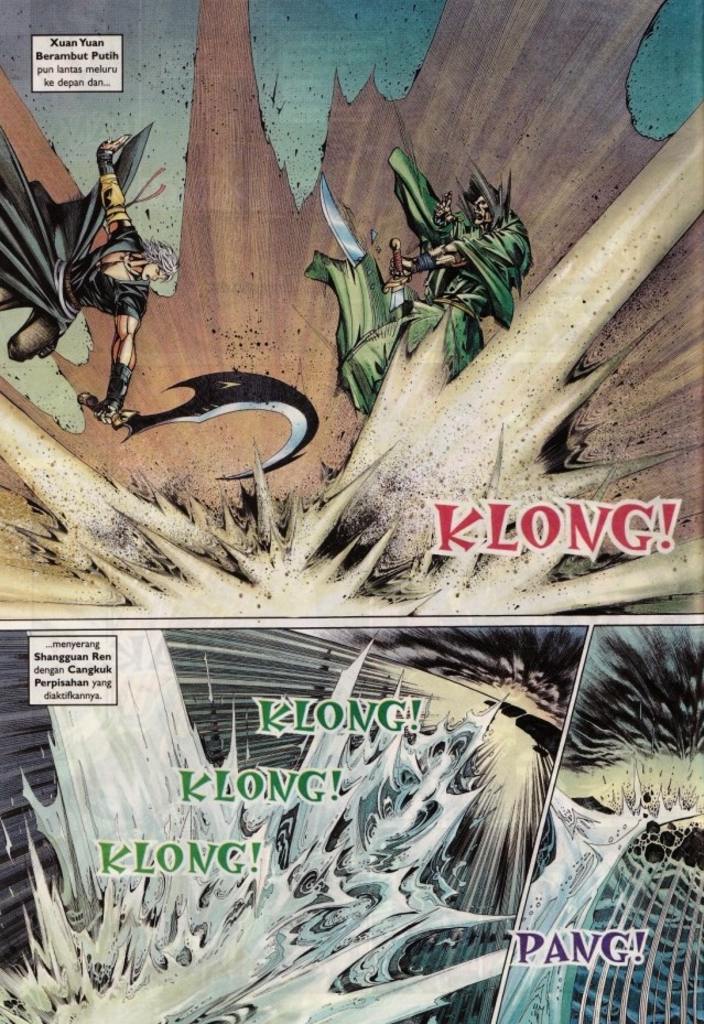 Xuan Yuan
Berambut Putih
pun lantas meluru
ke depan dan...
KLONG!
...menyerang
Shangguan Ren
dengan Cangkuk
Perpisahan yang
diaktifkannya.
KLONG!
KLONG!
KLONG!
PANG!